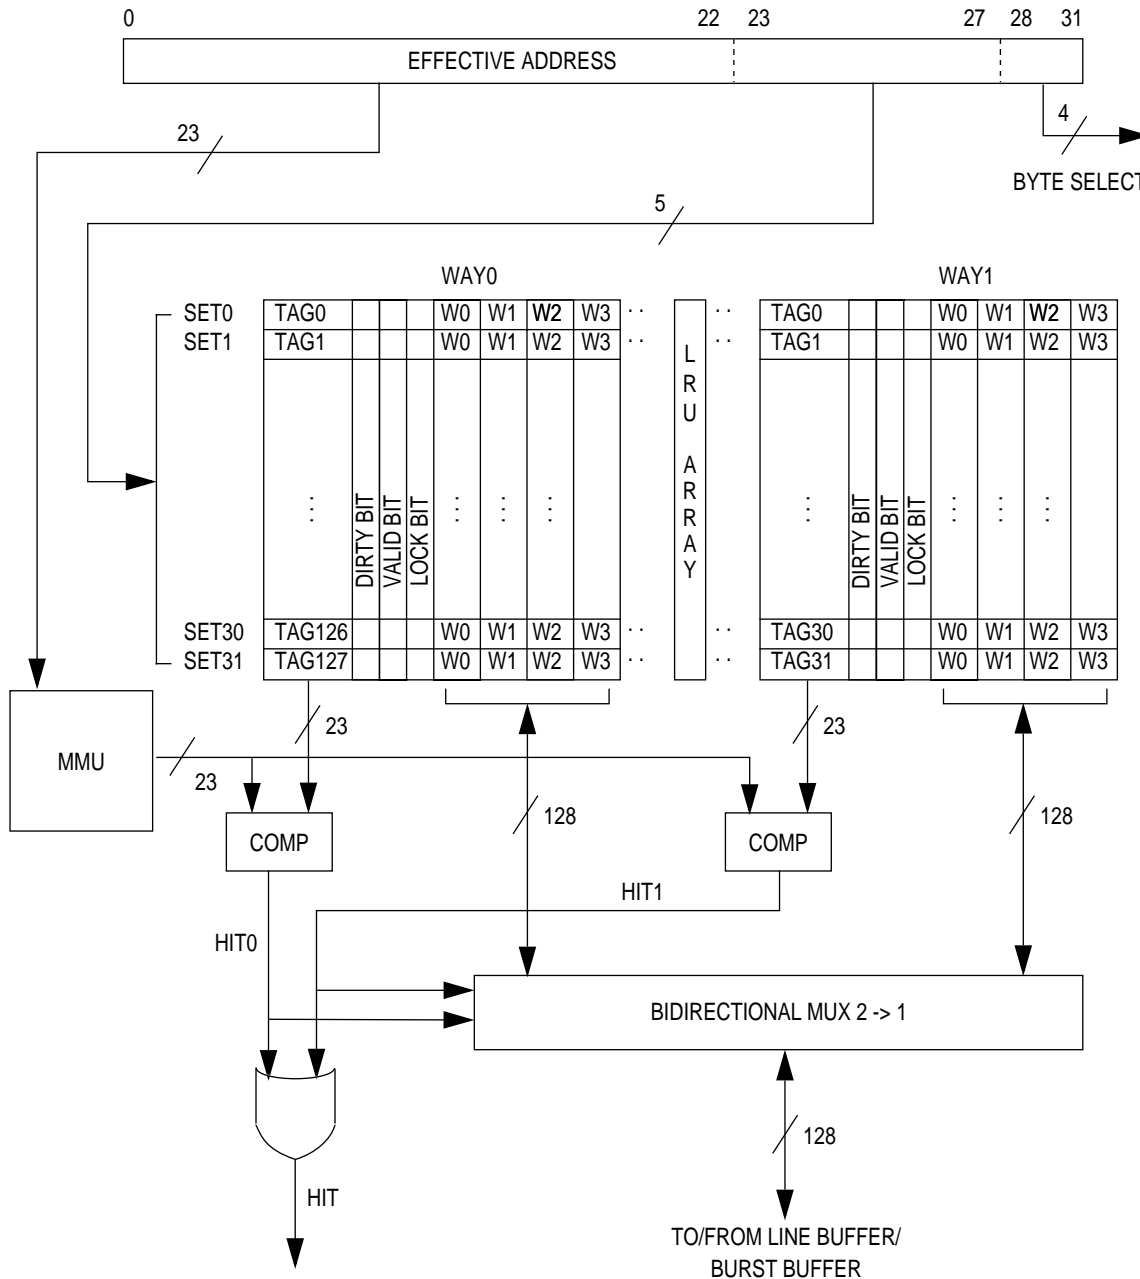 0 22 23 27 28 31
EFFECTIVE ADDRESS
23
4
BYTE SELECT
5
WAY0 WAY1
SET0 TAG0 W0 W1 W2 W3 .. .. TAG0 W0 W1 W2 W3
SET1 TAG1 W0 W1 W2 W3 .. .. TAG1 W0 W1 W2 W3
LRU ARRAY
DIRTY BIT
VALID BIT
LOCK BIT
DIRTY BIT
VALID BIT
LOCK BIT
SET30 TAG126 W0 W1 W2 W3 .. .. TAG30 W0 W1 W2 W3
SET31 TAG127 W0 W1 W2 W3 .. .. TAG31 W0 W1 W2 W3
23 23
MMU
23
128 128
COMP COMP
HIT1
HIT0
BIDIRECTIONAL MUX 2 -> 1
128
HIT
TO/FROM LINE BUFFER/
BURST BUFFER